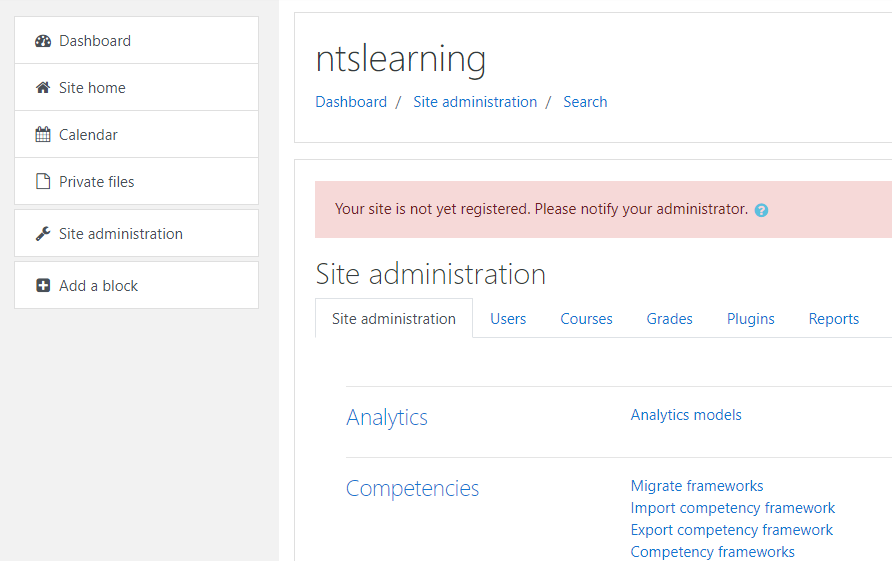 Dashboard
Site home
Calendar
Private files
Site administration
Add a block
ntslearning
Dashboard / Site administration / Search
Your site is not yet registered. Please notify your administrator. ?
Site administration
Site administration Users Courses Grades Plugins Reports
Analytics Analytics models
Competencies Migrate frameworks
Import competency framework
Export competency framework
Competency frameworks